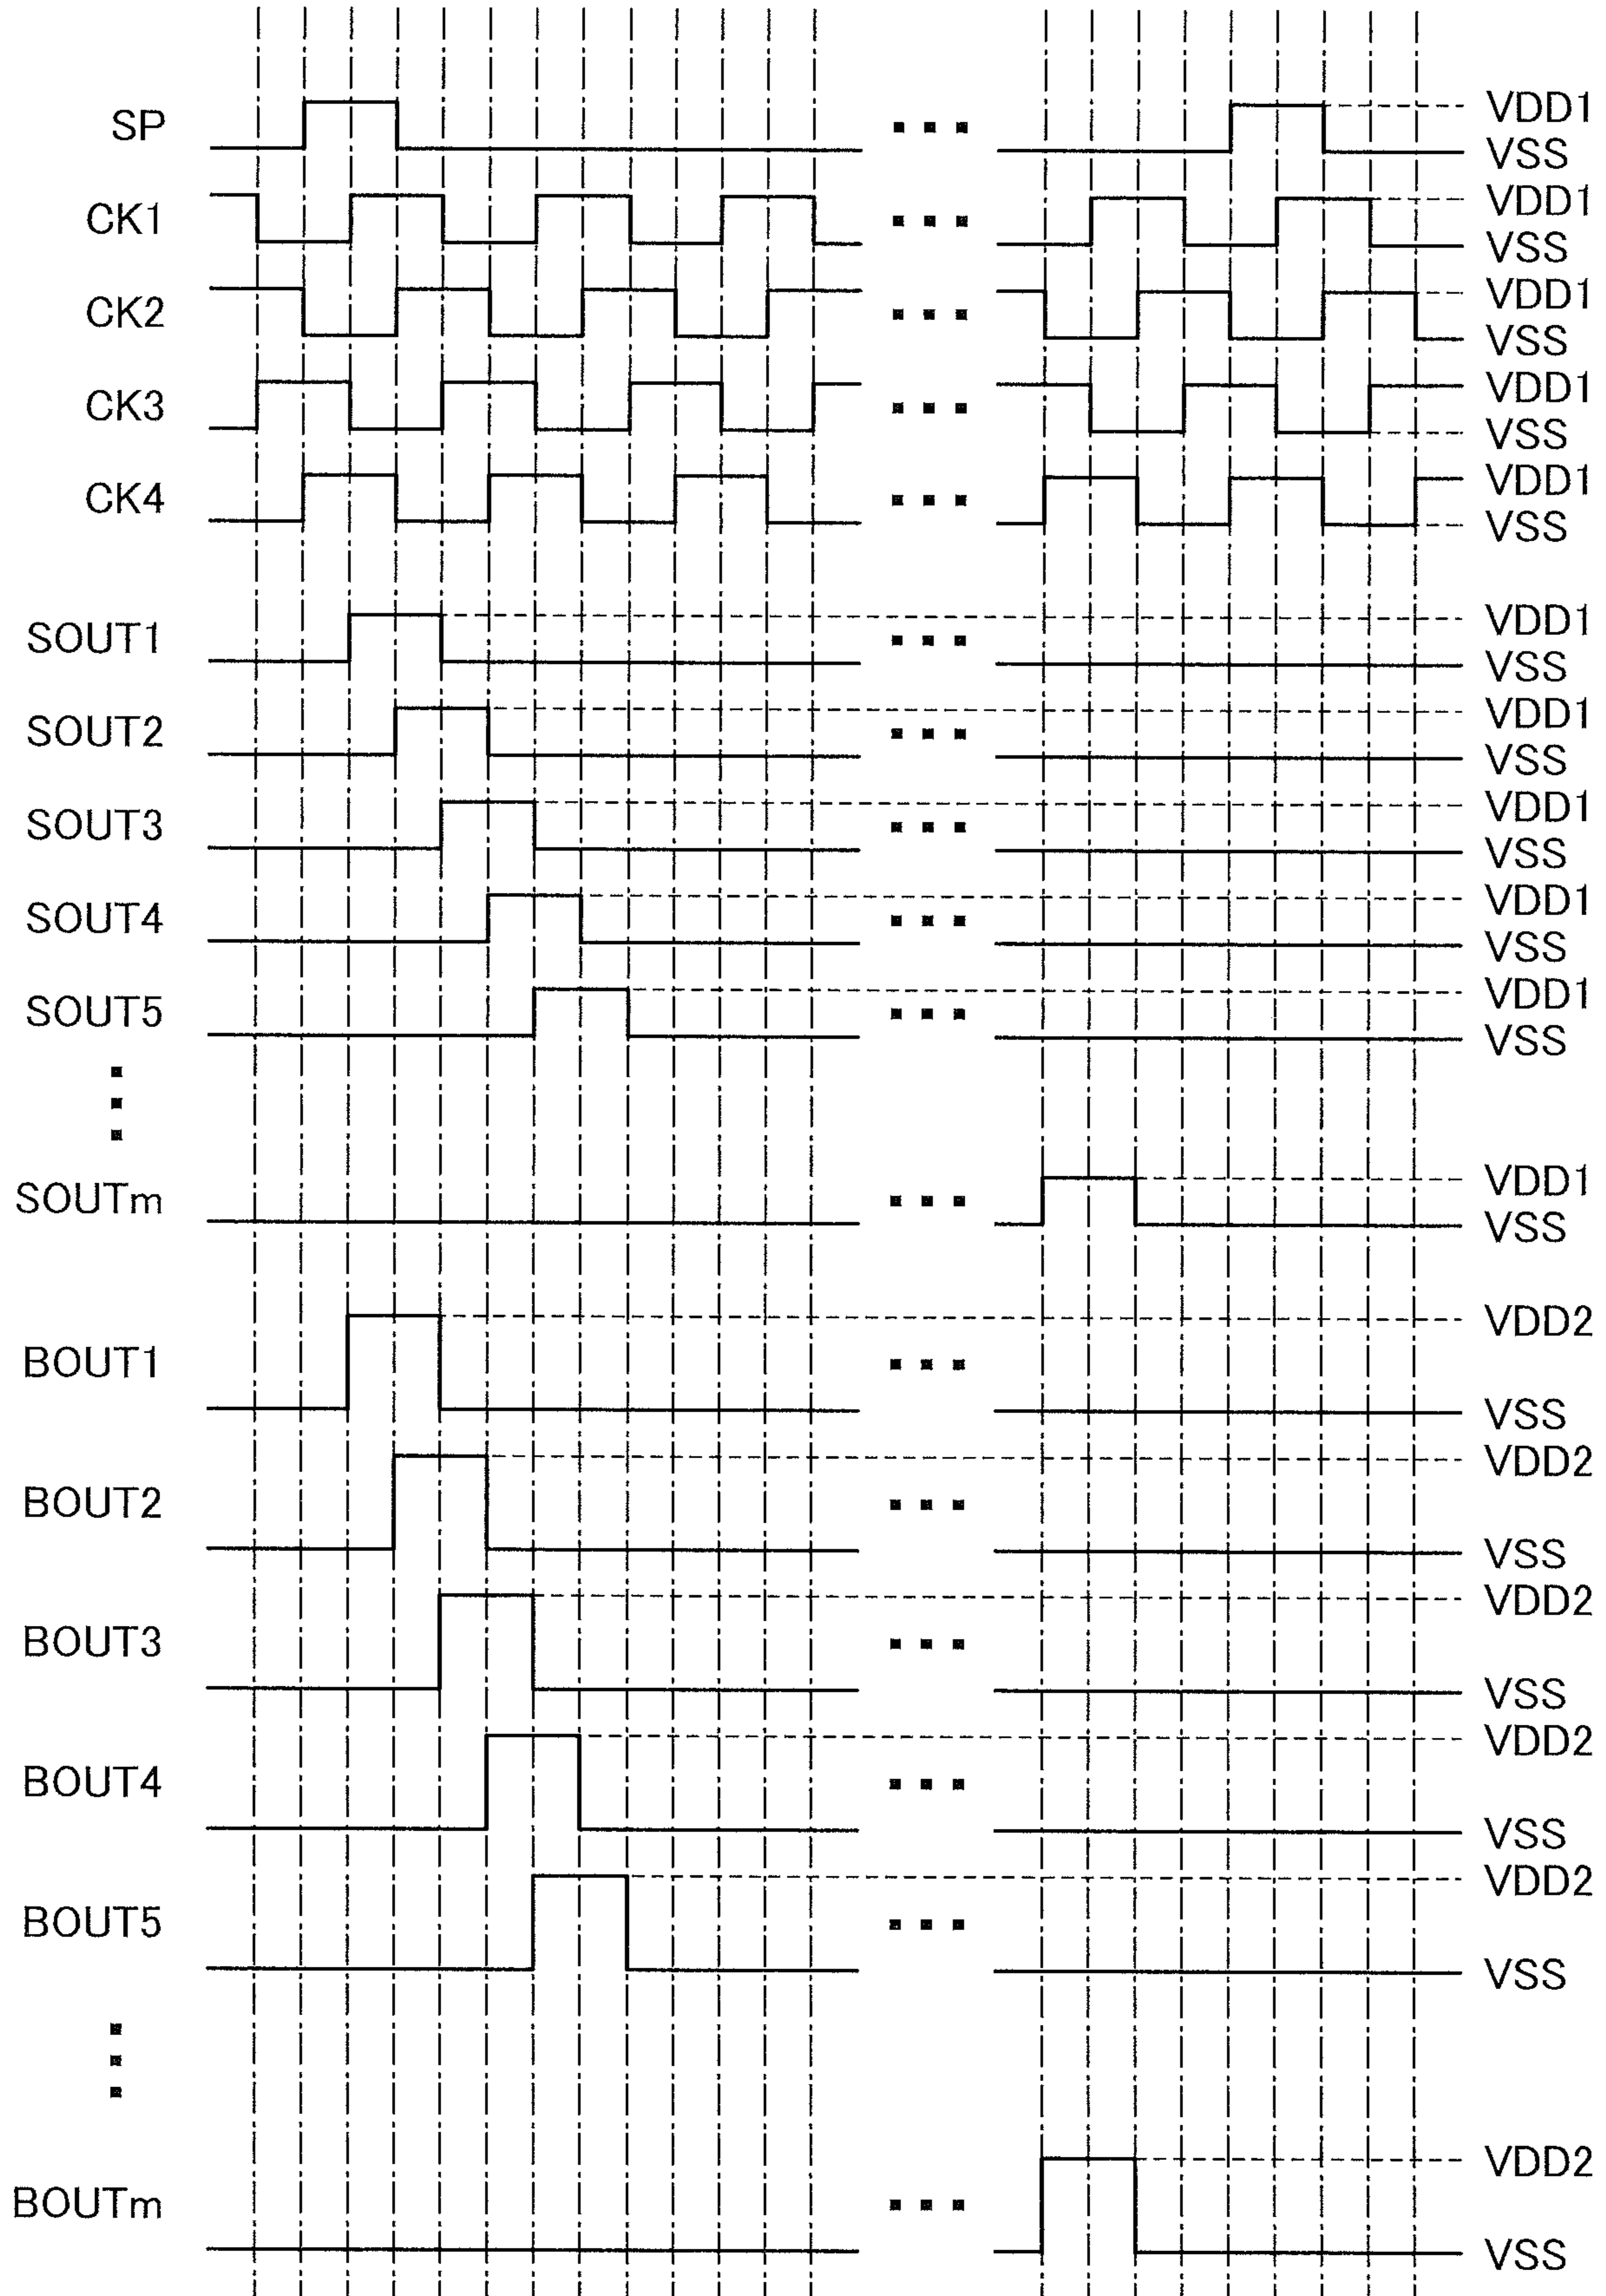 SP VDD1
VSS
CK1 VDD1
VSS
CK2 VDD1
VSS
CK3 VDD1
VSS
CK4 VDD1
VSS
SOUT1 VDD1
VSS
SOUT2 VDD1
VSS
SOUT3 VDD1
VSS
SOUT4 VDD1
VSS
SOUT5 VDD1
VSS
SOUTm VDD1
VSS
BOUT1 VDD2
VSS
BOUT2 VDD2
VSS
BOUT3 VDD2
VSS
BOUT4 VDD2
VSS
BOUT5 VDD2
VSS
BOUTm VDD2
VSS